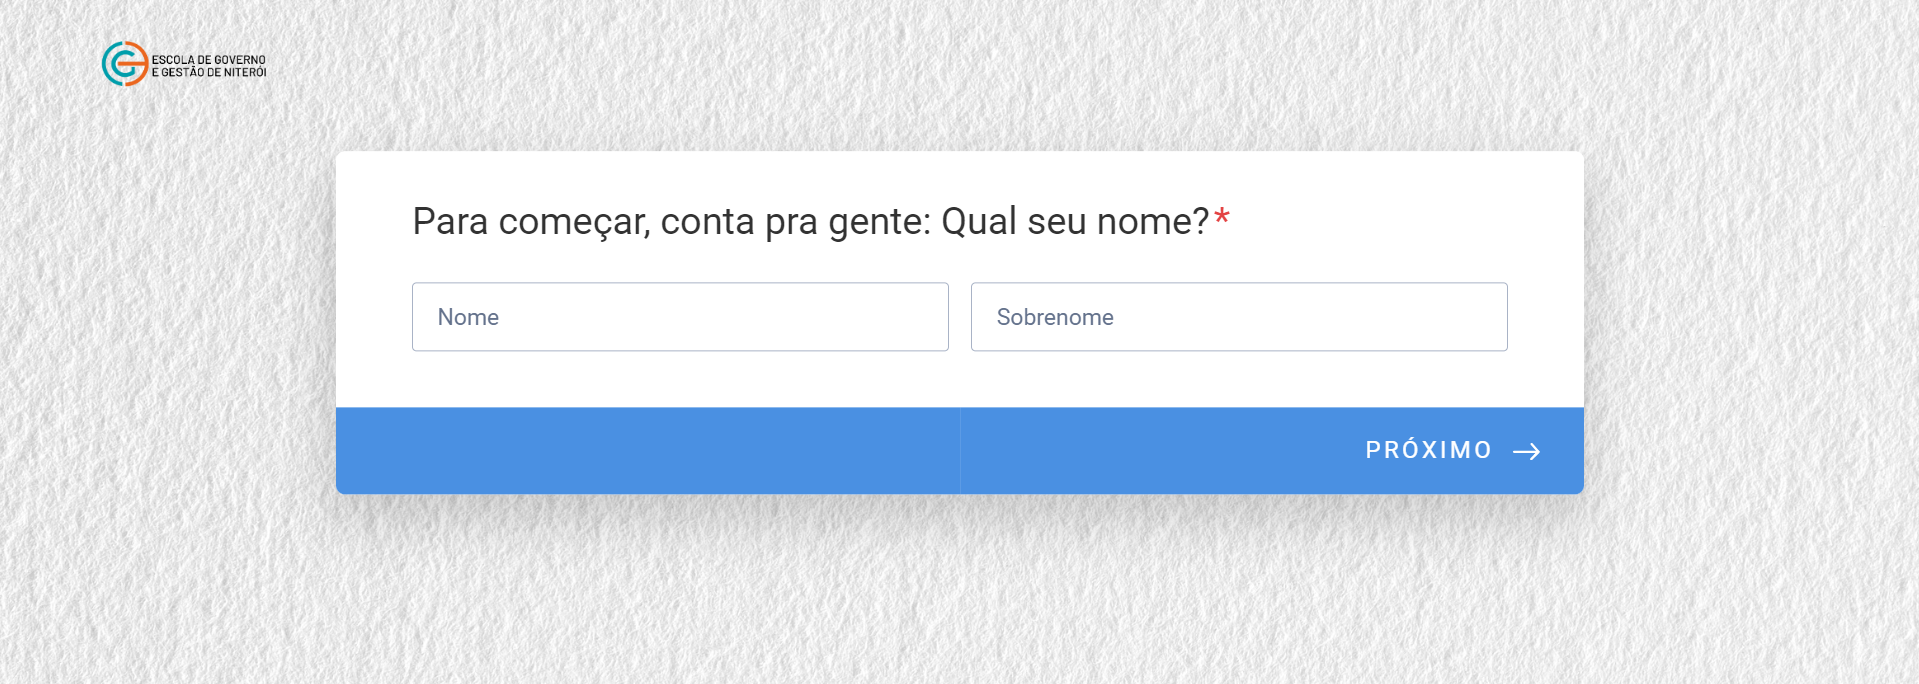 ESCOLA DE GOVERNO
E GESTÃO DE NITERÓI
Para começar, conta pra gente: Qual seu nome?*
Nome
Sobrenome
PRÓXIMO →